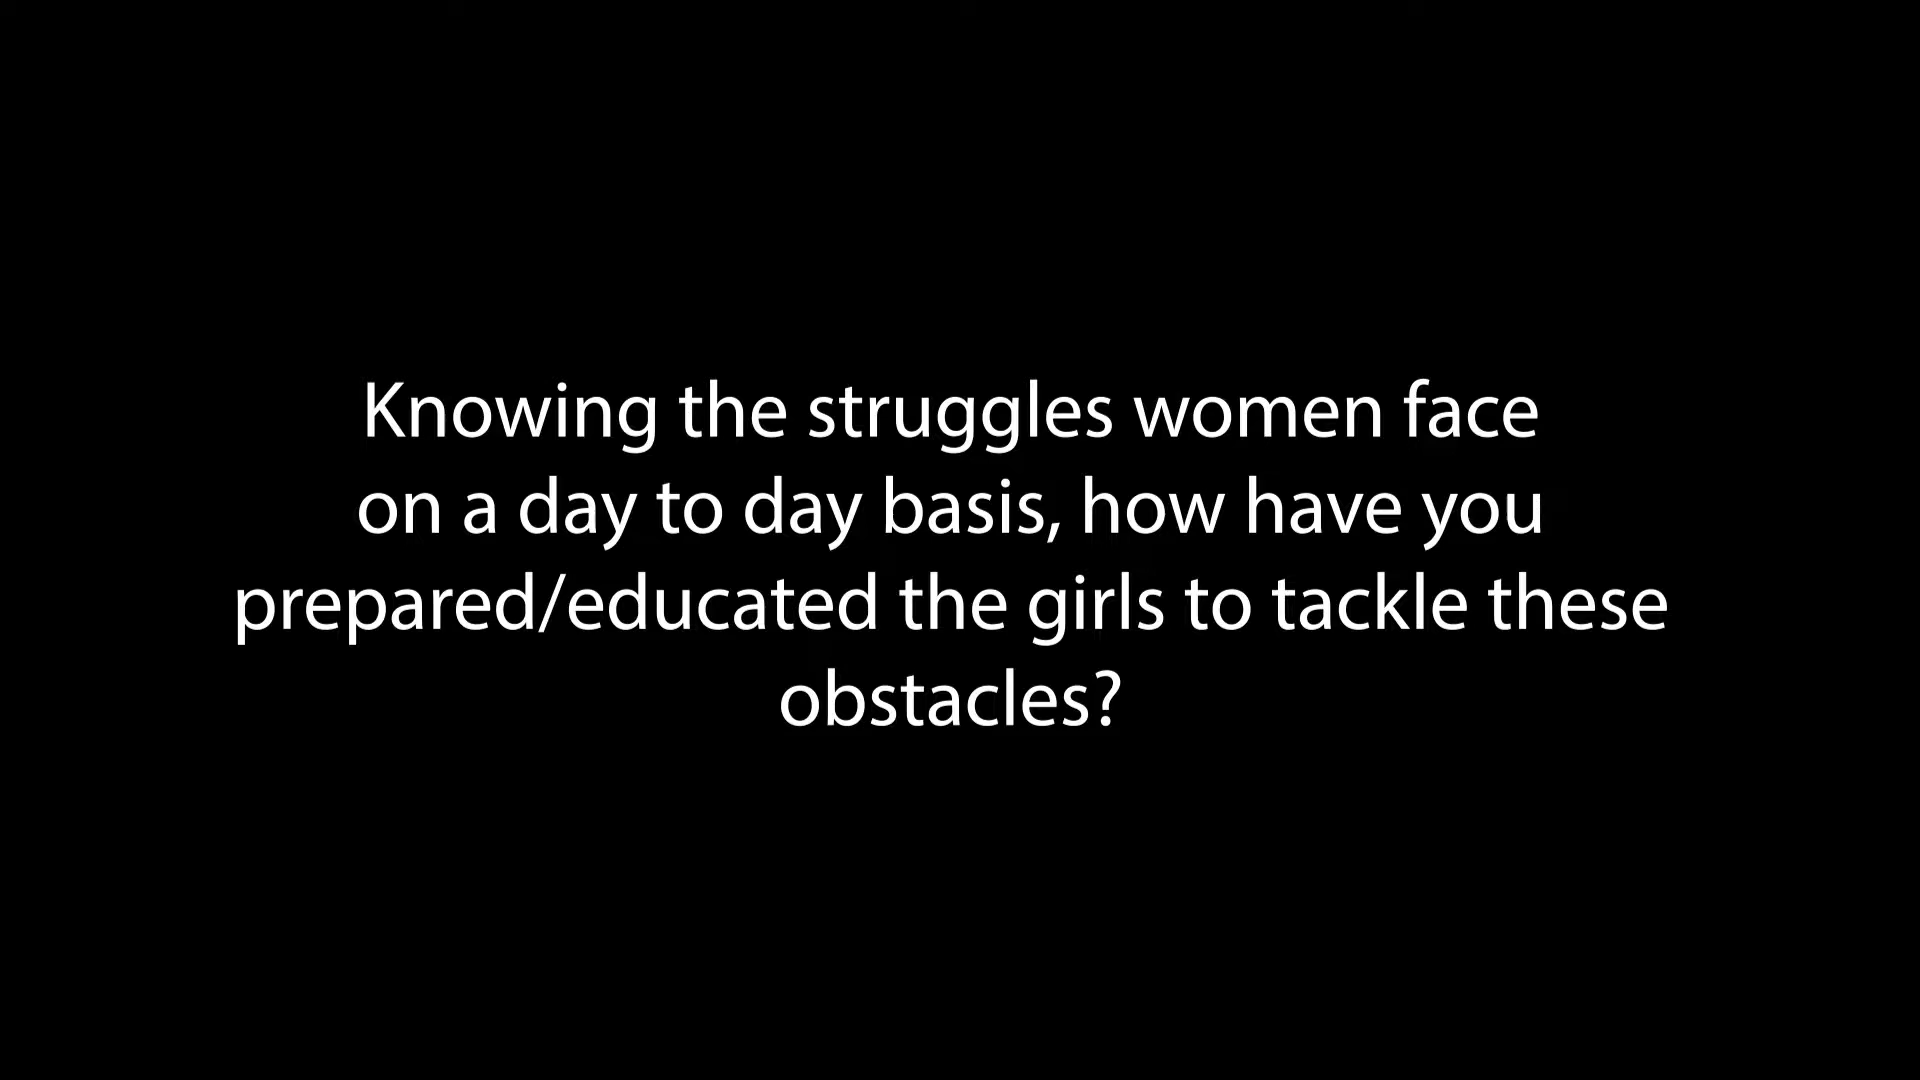 Knowing the struggles women face
on a day to day basis, how have you
prepared/educated the girls to tackle these
obstacles?